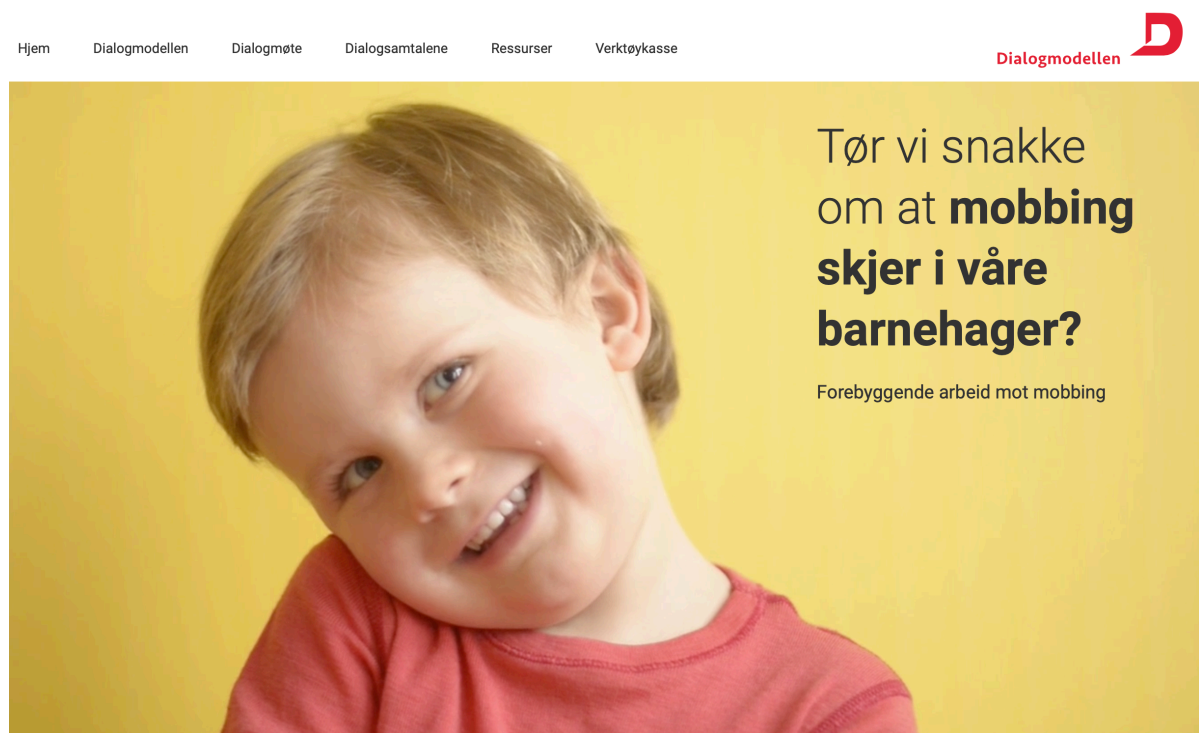 Hjem Dialogmodellen Dialogmøte Dialogsamtalene Ressurser Verktøykasse
Dialogmodellen
Tør vi snakke
om at mobbing
skjer i våre
barnehager?
Forebyggende arbeid mot mobbing